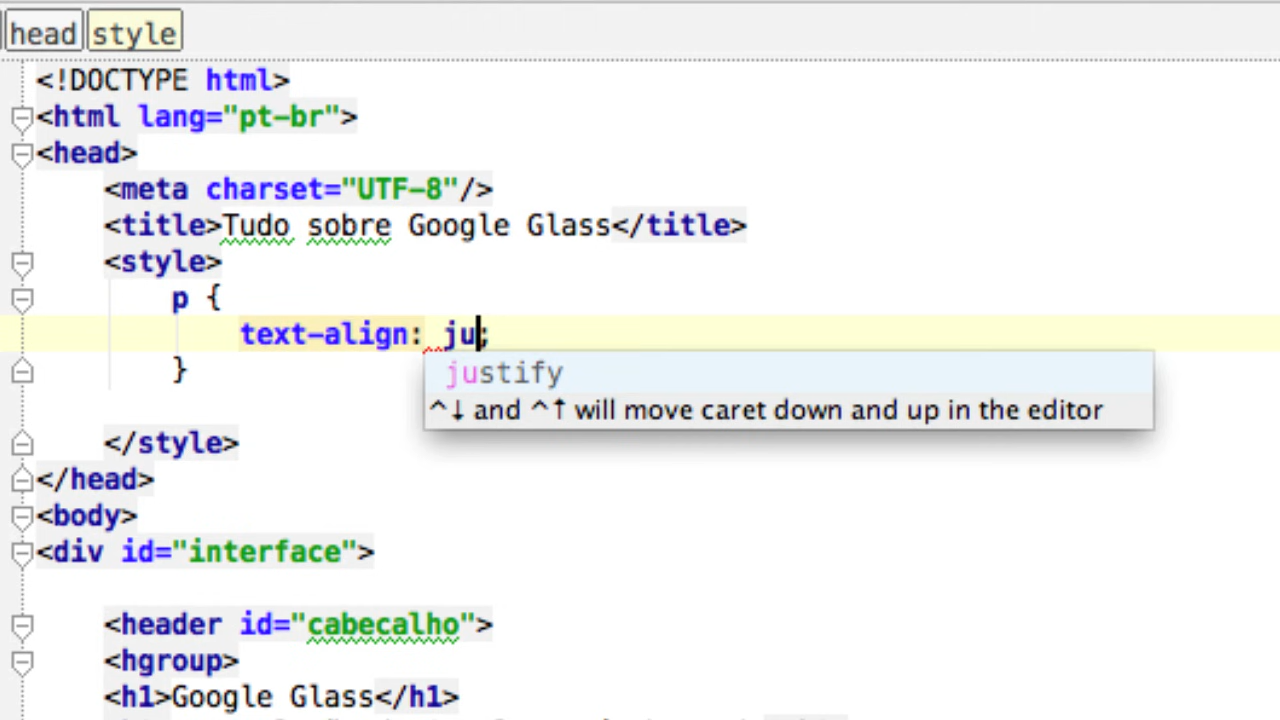 head style
<!DOCTYPE html>
<html lang="pt-br">
<head>
<meta charset="UTF-8"/>
<title>Tudo sobre Google Glass</title>
<style>
p {
text-align: ju;
justify
}
^↓ and ^↑ will move caret down and up in the editor
</style>
</head>
<body>
<div id="interface">
<header id="cabecalho">
<hgroup>
<h1>Google Glass</h1>